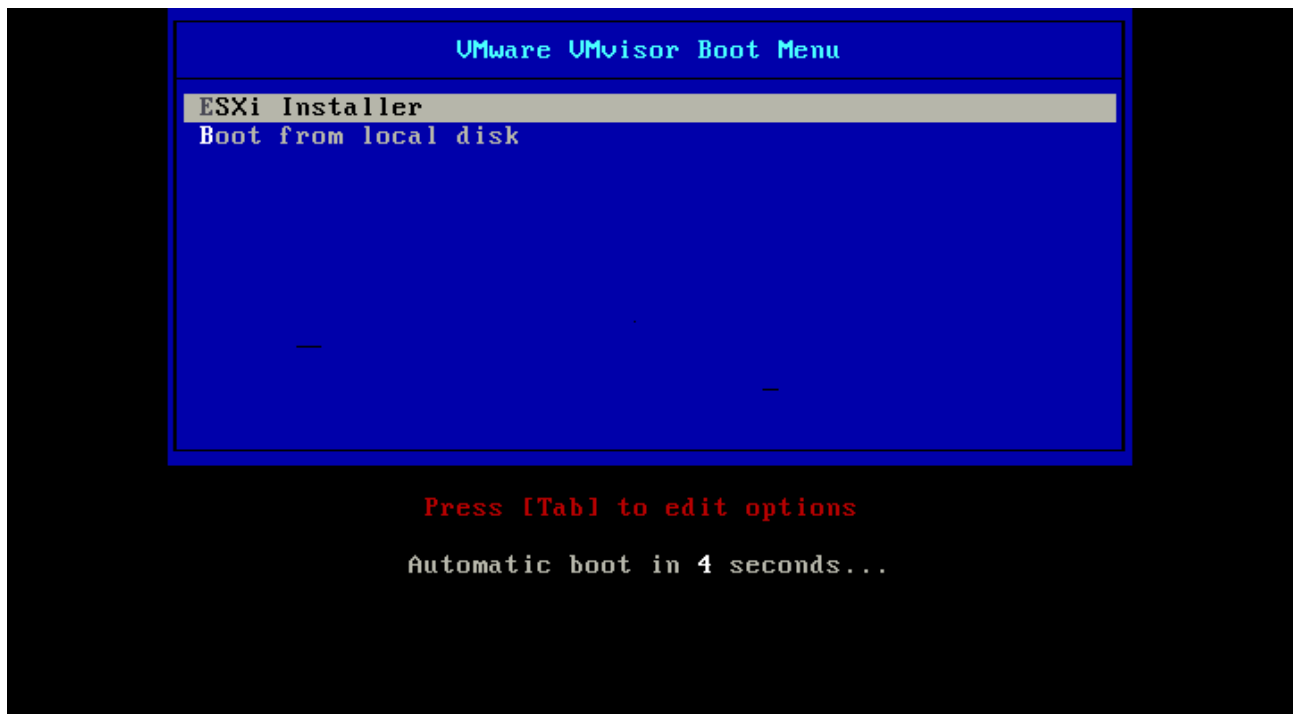 VMware VMvisor Boot Menu
ESXi Installer
Boot from local disk
Press [Tab] to edit options
Automatic boot in 4 seconds...